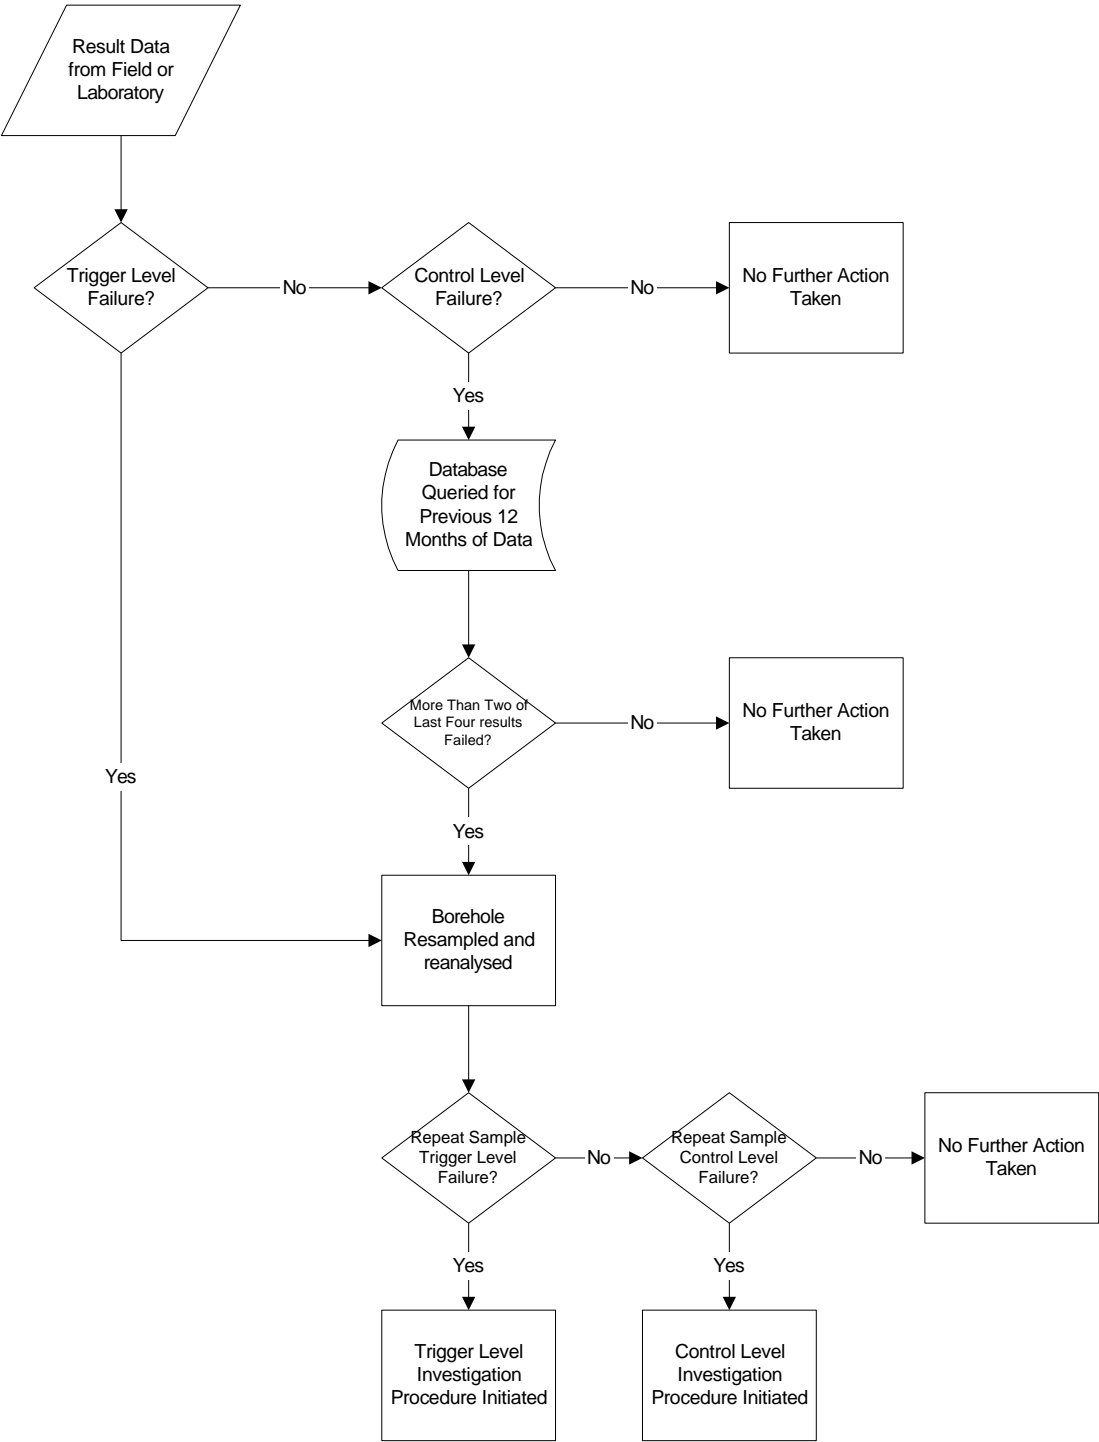 Result Data
from Field or
Laboratory
Trigger Level
Failure?
No
Control Level
Failure?
No
No Further Action
Taken
Yes
Database
Queried for
Previous 12
Months of Data
More Than Two of
Last Four results
Failed?
No
No Further Action
Taken
Yes
Yes
Borehole
Resampled and
reanalysed
Repeat Sample
Trigger Level
Failure?
No
Repeat Sample
Control Level
Failure?
No
No Further Action
Taken
Yes
Yes
Trigger Level
Investigation
Procedure Initiated
Control Level
Investigation
Procedure Initiated